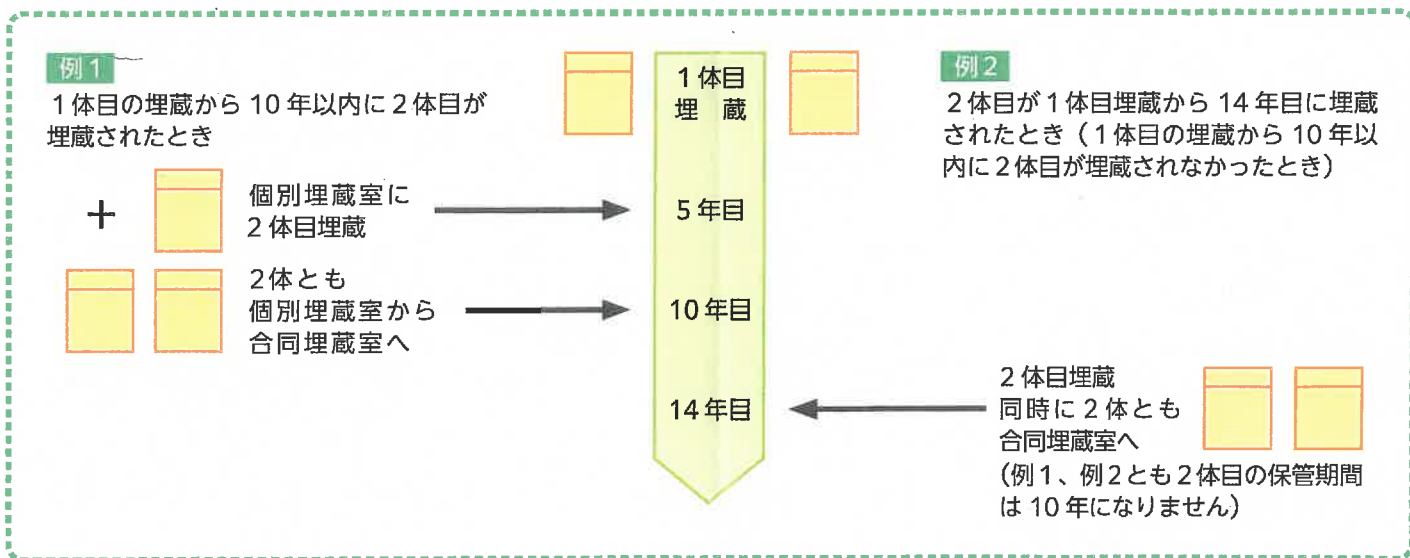 例1
1体目の埋蔵から 10 年以内に2体目が
埋蔵されたとき
+
個別埋蔵室に
2 体目埋蔵
2体とも
個別埋蔵室から
合同埋蔵室へ
1 体目
埋 蔵
5 年目
10 年目
14 年目
例2
2体目が1体目埋蔵から 14 年目に埋蔵
されたとき(1体目の埋蔵から 10 年以
内に2体目が埋蔵されなかったとき)
2 体目埋蔵
同時に2体とも
合同埋蔵室へ
(例1、例2とも2体目の保管期間
は 10 年になりません)